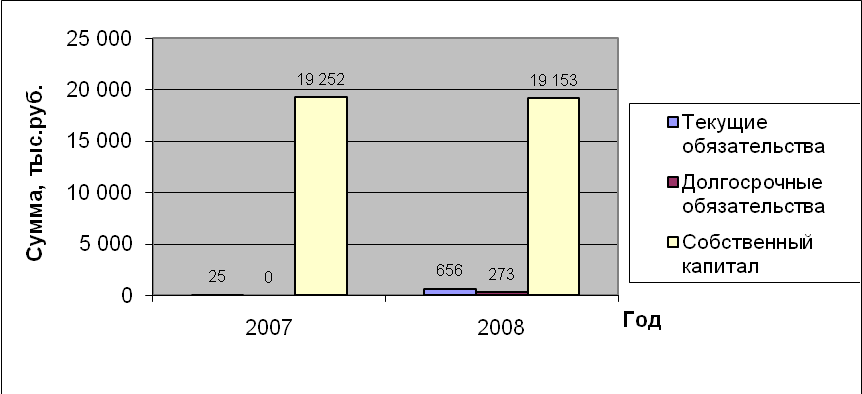 Сумма, тыс.руб.
25 000
20 000
15 000
10 000
5 000
0
25
0
19 252
656
273
19 153
2007
2008
Год
Текущие
обязательства
Долгосрочные
обязательства
Собственный
капитал